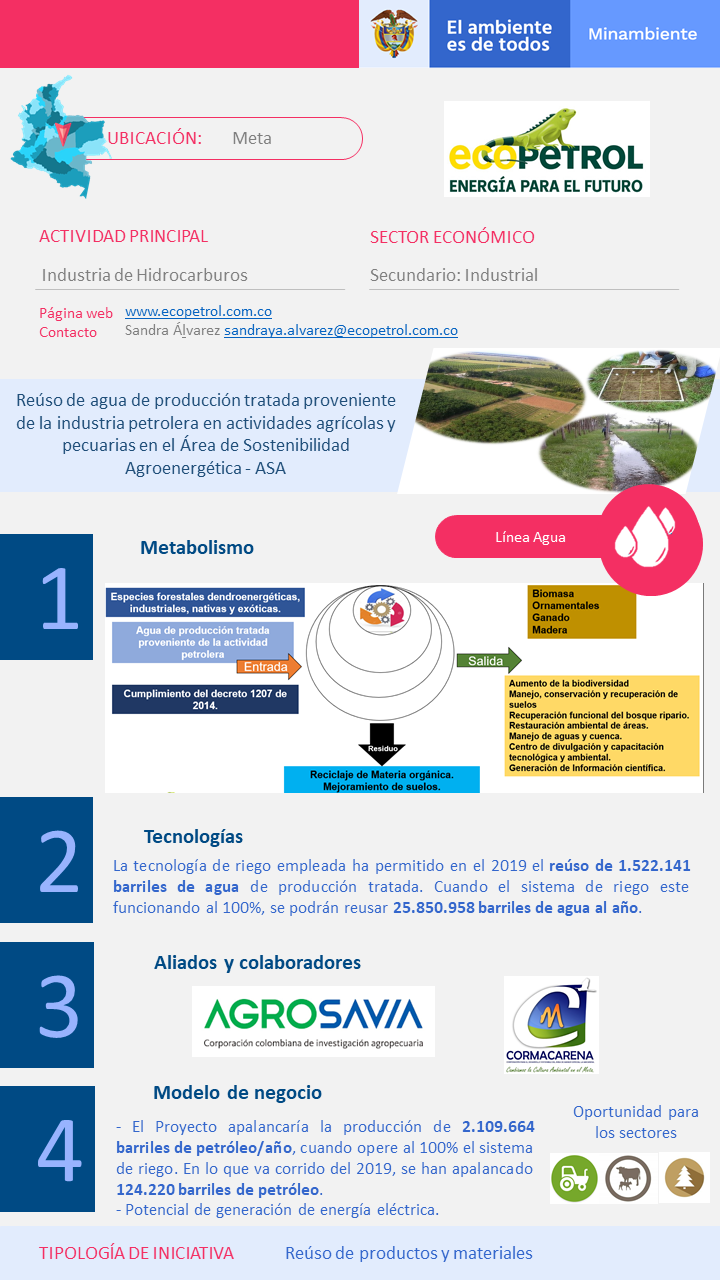 El ambiente
es de todos
Minambiente
UBICACIÓN: Meta
ecopetrol
ENERGÍA PARA EL FUTURO
ACTIVIDAD PRINCIPAL
SECTOR ECONÓMICO
Industria de Hidrocarburos
Secundario: Industrial
Página web www.ecopetrol.com.co
Contacto Sandra Álvarez sandraya.alvarez@ecopetrol.com.co
Reúso de agua de producción tratada proveniente
de la industria petrolera en actividades agrícolas y
pecuarias en el Área de Sostenibilidad
Agroenergética - ASA
Línea Agua
1
Metabolismo
Especies forestales dendroenergéticas,
industriales, nativas y exóticas.
Agua de producción tratada
proveniente de la actividad
petrolera
Entrada
Cumplimiento del decreto 1207 de
2014.
Salida
Biomasa
Ornamentales
Ganado
Madera
Aumento de la biodiversidad
Manejo, conservación y recuperación de
suelos
Recuperación funcional del bosque ripario.
Restauración ambiental de áreas.
Manejo de aguas y cuenca.
Centro de divulgación y capacitación
tecnológica y ambiental.
Generación de Información científica.
Residuo
Reciclaje de Materia orgánica.
Mejoramiento de suelos.
2
Tecnologías
La tecnología de riego empleada ha permitido en el 2019 el reúso de 1.522.141
barriles de agua de producción tratada. Cuando el sistema de riego este
funcionando al 100%, se podrán reusar 25.850.958 barriles de agua al año.
3
Aliados y colaboradores
AGROSAVIA
Corporación colombiana de investigación agropecuaria
CORMACARENA
Cambiemos la Cultura Ambiental en el Meta
4
Modelo de negocio
- El Proyecto apalancaría la producción de 2.109.664
barriles de petróleo/año, cuando opere al 100% el sistema
de riego. En lo que va corrido del 2019, se han apalancado
124.220 barriles de petróleo.
- Potencial de generación de energía eléctrica.
Oportunidad para
los sectores
TIPOLOGÍA DE INICIATIVA
Reúso de productos y materiales